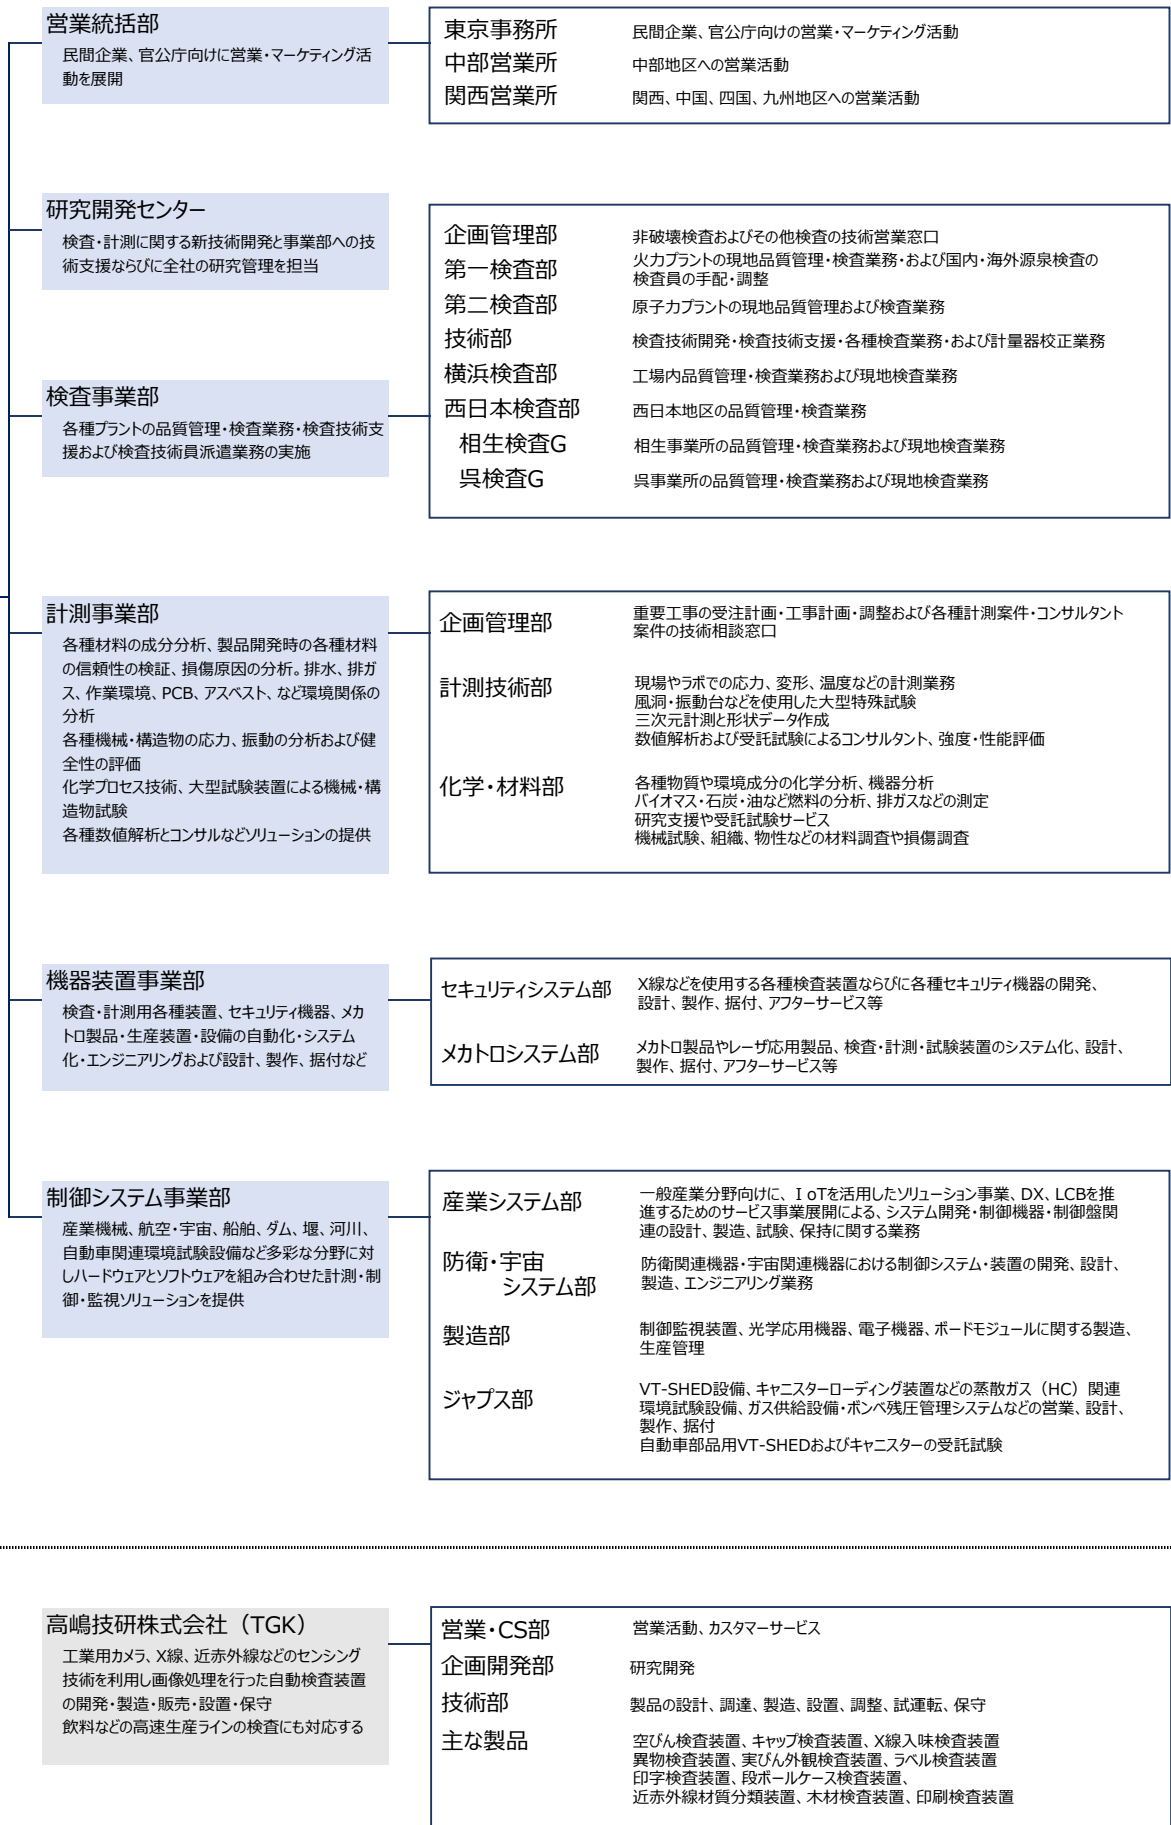 営業統括部
民間企業、官公庁向けに営業・マーケティング活
動を展開
東京事務所 民間企業、官公庁向けの営業・マーケティング活動
中部営業所 中部地区への営業活動
関西営業所 関西、中国、四国、九州地区への営業活動
研究開発センター
検査・計測に関する新技術開発と事業部への技
術支援ならびに全社の研究管理を担当
検査事業部
各種プラントの品質管理・検査業務・検査技術支
援および検査技術員派遣業務の実施
企画管理部 非破壊検査およびその他検査の技術営業窓口
第一検査部 火力プラントの現地品質管理・検査業務・および国内・海外源泉検査の
検査員の手配・調整
第二検査部 原子力プラントの現地品質管理および検査業務
技術部 検査技術開発・検査技術支援・各種検査業務・および計量器校正業務
横浜検査部 工場内品質管理・検査業務および現地検査業務
西日本検査部 西日本地区の品質管理・検査業務
相生検査G 相生事業所の品質管理・検査業務および現地検査業務
呉検査G 呉事業所の品質管理・検査業務および現地検査業務
計測事業部
各種材料の成分分析、製品開発時の各種材料
の信頼性の検証、損傷原因の分析。排水、排ガ
ス、作業環境、PCB、アスベスト、など環境関係の
分析
各種機械・構造物の応力、振動の分析および健
全性の評価
化学プロセス技術、大型試験装置による機械・構
造物試験
各種数値解析とコンサルなどソリューションの提供
企画管理部 重要工事の受注計画・工事計画・調整および各種計測案件・コンサルタント
案件の技術相談窓口
計測技術部 現場やラボでの応力、変形、温度などの計測業務
風洞・振動台などを使用した大型特殊試験
三次元計測と形状データ作成
数値解析および受託試験によるコンサルタント、強度・性能評価
化学・材料部 各種物質や環境成分の化学分析、機器分析
バイオマス・石炭・油など燃料の分析、排ガスなどの測定
研究支援や受託試験サービス
機械試験、組織、物性などの材料調査や損傷調査
機器装置事業部
検査・計測用各種装置、セキュリティ機器、メカ
トロ製品・生産装置・設備の自動化・システム
化・エンジニアリングおよび設計、製作、据付など
セキュリティシステム部 X線などを使用する各種検査装置ならびに各種セキュリティ機器の開発、
設計、製作、据付、アフターサービス等
メカトロシステム部 メカトロ製品やレーザ応用製品、検査・計測・試験装置のシステム化、設計、
製作、据付、アフターサービス等
制御システム事業部
産業機械、航空・宇宙、船舶、ダム、堰、河川、
自動車関連環境試験設備など多彩な分野に対
しハードウェアとソフトウェアを組み合わせた計測・制
御・監視ソリューションを提供
産業システム部 一般産業分野向けに、ＩoTを活用したソリューション事業、DX、LCBを推
進するためのサービス事業展開による、システム開発・制御機器・制御盤関
連の設計、製造、試験、保持に関する業務
防衛・宇宙
システム部 防衛関連機器・宇宙関連機器における制御システム・装置の開発、設計、
製造、エンジニアリング業務
製造部 制御監視装置、光学応用機器、電子機器、ボードモジュールに関する製造、
生産管理
ジャプス部 VT-SHED設備、キャニスターローディング装置などの蒸散ガス（HC）関連
環境試験設備、ガス供給設備・ボンベ残圧管理システムなどの営業、設計、
製作、据付
自動車部品用VT-SHEDおよびキャニスターの受託試験
高嶋技研株式会社（TGK）
工業用カメラ、X線、近赤外線などのセンシング
技術を利用し画像処理を行った自動検査装置
の開発・製造・販売・設置・保守
飲料などの高速生産ラインの検査にも対応する
営業・CS部 営業活動、カスタマーサービス
企画開発部 研究開発
技術部 製品の設計、調達、製造、設置、調整、試運転、保守
主な製品 空びん検査装置、キャップ検査装置、X線入味検査装置
異物検査装置、実びん外観検査装置、ラベル検査装置
印字検査装置、段ボールケース検査装置、
近赤外線材質分類装置、木材検査装置、印刷検査装置